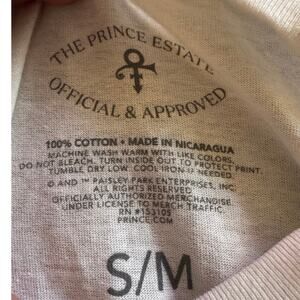 THE PRINCE ESTATE
OFFICIAL & APPROVED
100% COTTON • MADE IN NICARAGUA
MACHINE WASH WARM WITH LIKE COLORS.
DO NOT BLEACH. TURN INSIDE OUT TO PROTECT PRINT.
TUMBLE DRY LOW. COOL IRON IF NEEDED.
© AND ™ PAISLEY PARK ENTERPRISES, INC.
ALL RIGHTS RESERVED
OFFICIALLY AUTHORIZED MERCHANDISE
UNDER LICENSE TO MERCH TRAFFIC.
RN #153105
PRINCE.COM
S/M